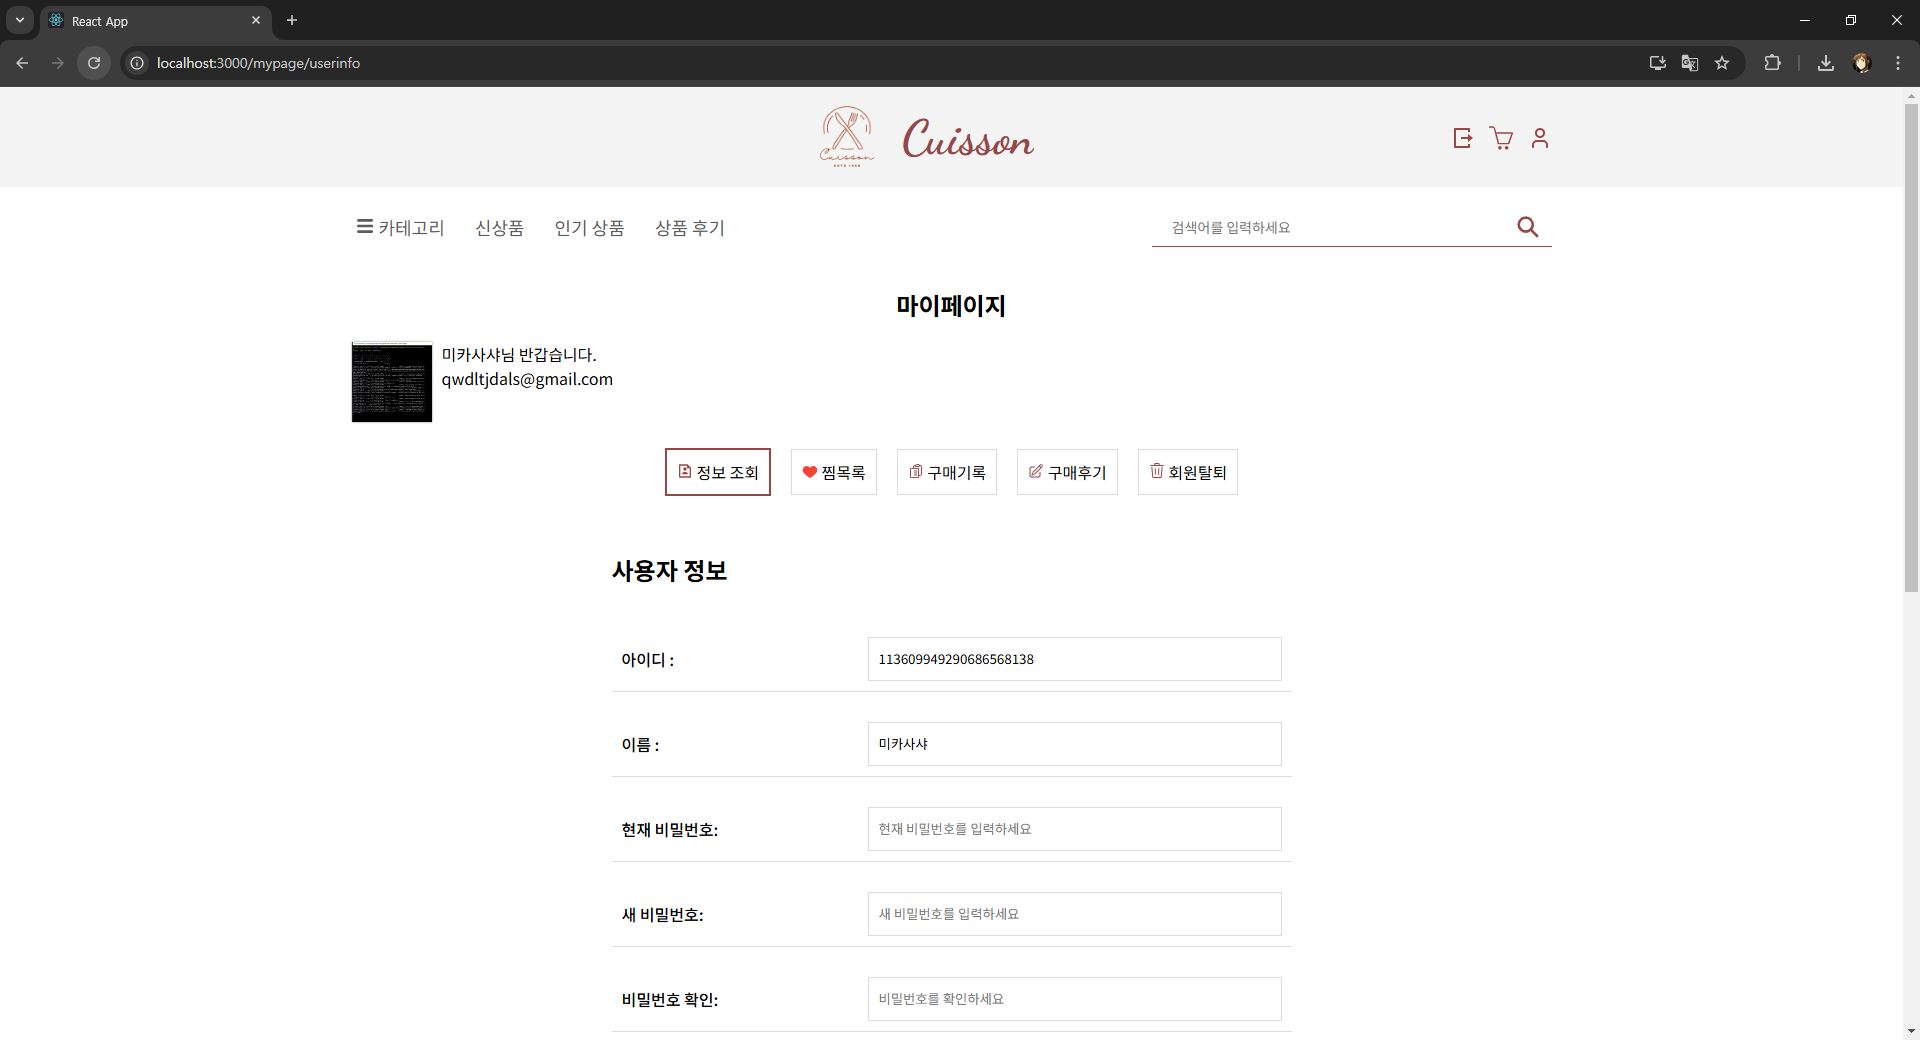 React App
localhost:3000/mypage/userinfo
Cuisson
Cuisson
카테고리 신상품 인기 상품 상품 후기
검색어를 입력하세요
마이페이지
미카사샤님 반갑습니다.
qwdltjdals@gmail.com
정보 조회 찜목록 구매기록 구매후기 회원탈퇴
사용자 정보
아이디 : 113609949290686568138
이름 : 미카사샤
현재 비밀번호: 현재 비밀번호를 입력하세요
새 비밀번호: 새 비밀번호를 입력하세요
비밀번호 확인: 비밀번호를 확인하세요